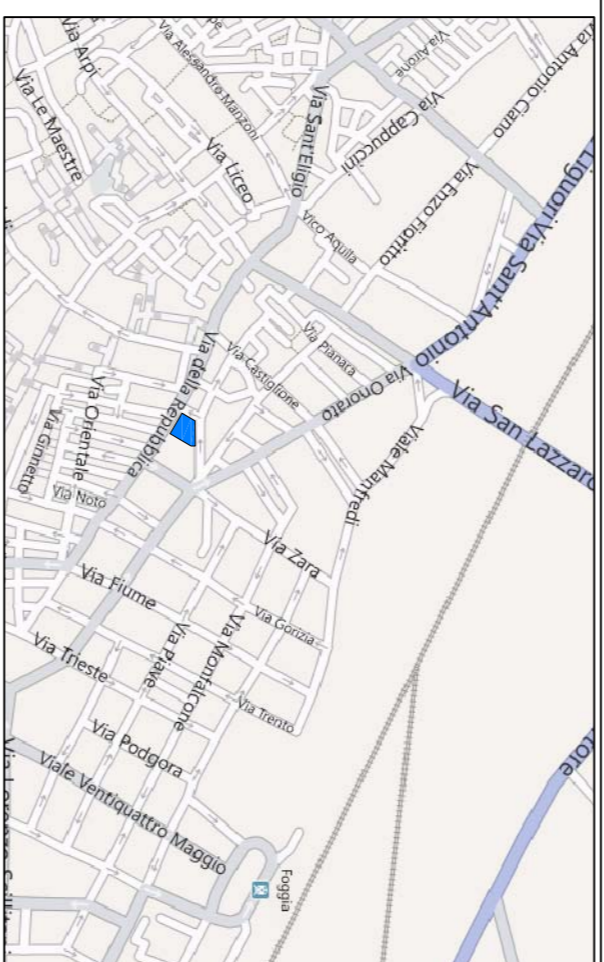 Via Arpi
Via Alessandro Manzoni
Via Airone
Via Antonio Ciano
Via Le Maestre
Via Sant'Eligio
Via Cappuccini
Via Liceo
Via Enzo Fioritto
Liguori
Via Sant'Antonio
Vico Aquila
Via Pianara
Via Castiglione
Via Onorato
Via San Lazzaro
Via della Repubblica
Via Orientale
Via Ginnetto
Viale Manfredi
Via Noto
Via Zara
Via Fiume
Via Gorizia
Via Piave
Via Monfalcone
Via Trieste
Via Trento
Via Podgora
Viale Ventiquattro Maggio
Foggia